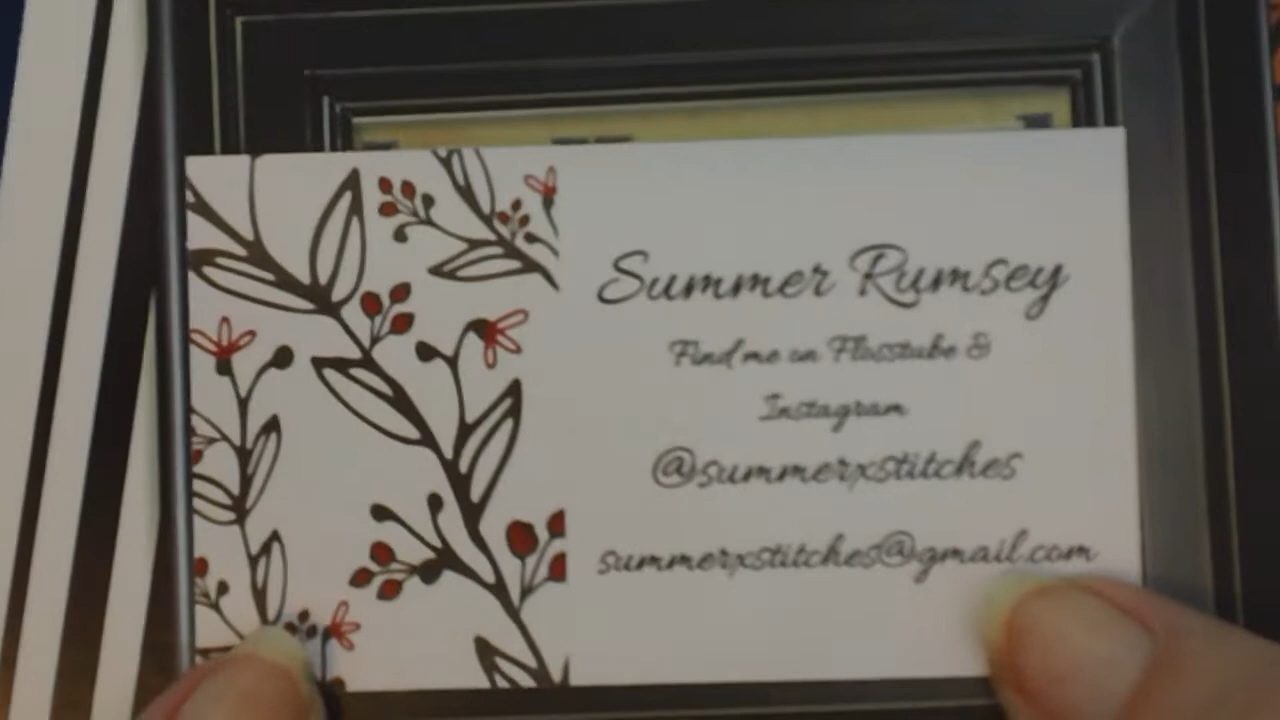 Summer Rumsey
Find me on Flosstube &
Instagram
@summerxstitches
summerxstitches@gmail.com